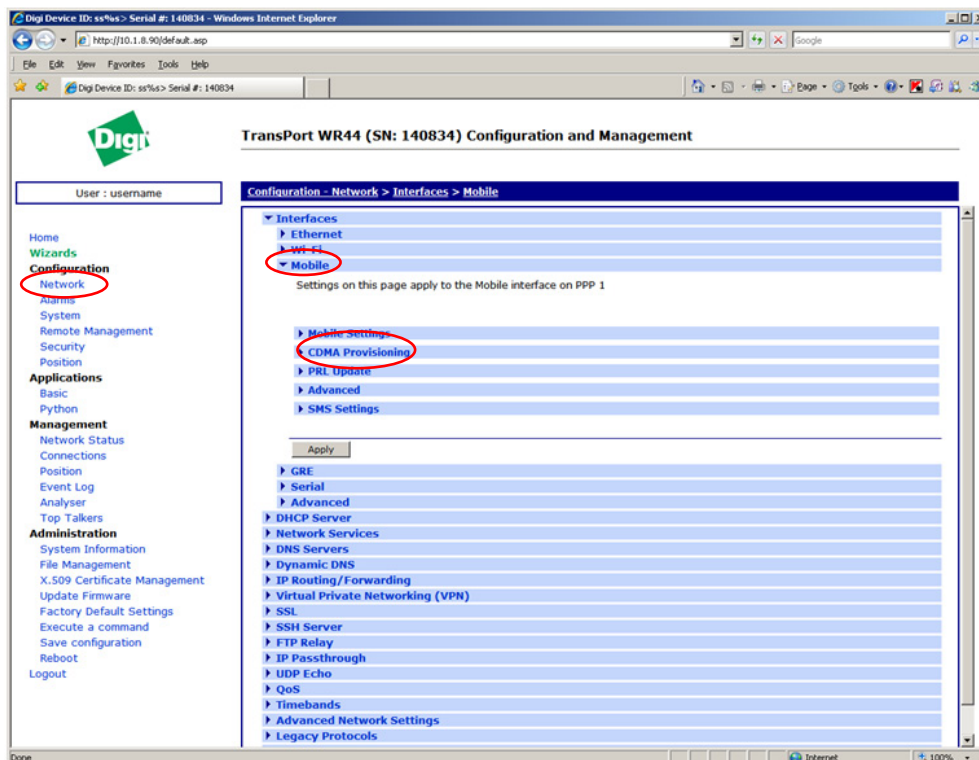 Digi Device ID: ss%s> Serial #: 140834 - Windows Internet Explorer
http://10.1.8.90/default.asp
Google
File Edit View Favorites Tools Help
Digi Device ID: ss%s> Serial #: 140834
Page Tools
Digi
TransPort WR44 (SN: 140834) Configuration and Management
User : username
Configuration - Network > Interfaces > Mobile
Home
Wizards
Configuration
Network
Alarms
System
Remote Management
Security
Position
Applications
Basic
Python
Management
Network Status
Connections
Position
Event Log
Analyser
Top Talkers
Administration
System Information
File Management
X.509 Certificate Management
Update Firmware
Factory Default Settings
Execute a command
Save configuration
Reboot
Logout
Interfaces
Ethernet
Wi-Fi
Mobile
Settings on this page apply to the Mobile interface on PPP 1
Mobile Settings
CDMA Provisioning
PRL Update
Advanced
SMS Settings
Apply
GRE
Serial
Advanced
DHCP Server
Network Services
DNS Servers
Dynamic DNS
IP Routing/Forwarding
Virtual Private Networking (VPN)
SSL
SSH Server
FTP Relay
IP Passthrough
UDP Echo
QoS
Timebands
Advanced Network Settings
Legacy Protocols
Done
Internet
100%